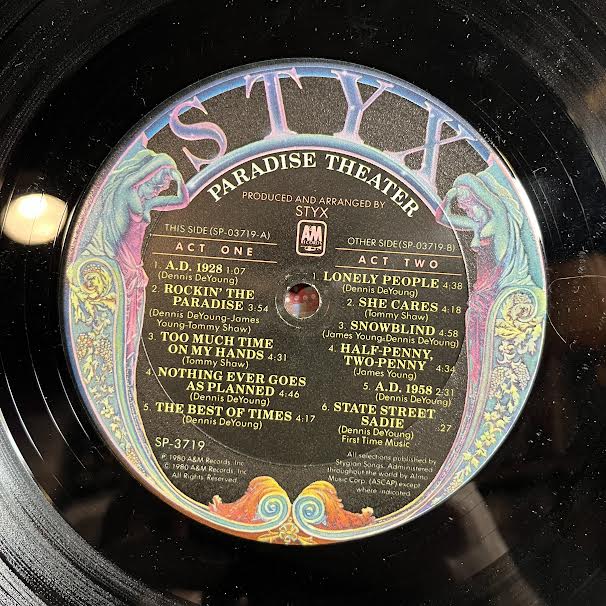 STYX
PARADISE THEATER
PRODUCED AND ARRANGED BY
STYX
A&M
RECORDS
THIS SIDE (SP-03719-A)
ACT ONE
1. A.D. 1928 1:07
(Dennis DeYoung)
2. ROCKIN' THE
PARADISE 3:54
(Dennis DeYoung-James
Young-Tommy Shaw)
3. TOO MUCH TIME
ON MY HANDS 4:31
(Tommy Shaw)
4. NOTHING EVER GOES
AS PLANNED 4:46
(Dennis DeYoung)
5. THE BEST OF TIMES 4:17
(Dennis DeYoung)
SP-3719
℗ 1980 A&M Records, Inc.
© 1980 A&M Records, Inc.
All Rights Reserved.
OTHER SIDE (SP-03719-B)
ACT TWO
1. LONELY PEOPLE 4:38
(Dennis DeYoung)
2. SHE CARES 4:18
(Tommy Shaw)
3. SNOWBLIND 4:58
(James Young-Dennis DeYoung)
4. HALF-PENNY,
TWO-PENNY 4:34
(James Young)
5. A.D. 1958 2:31
(Dennis DeYoung)
6. STATE STREET
SADIE :27
(Dennis DeYoung)
First Time Music
All selections published by
Stygian Songs. Administered
throughout the world by Almo
Music Corp. (ASCAP) except
where indicated.